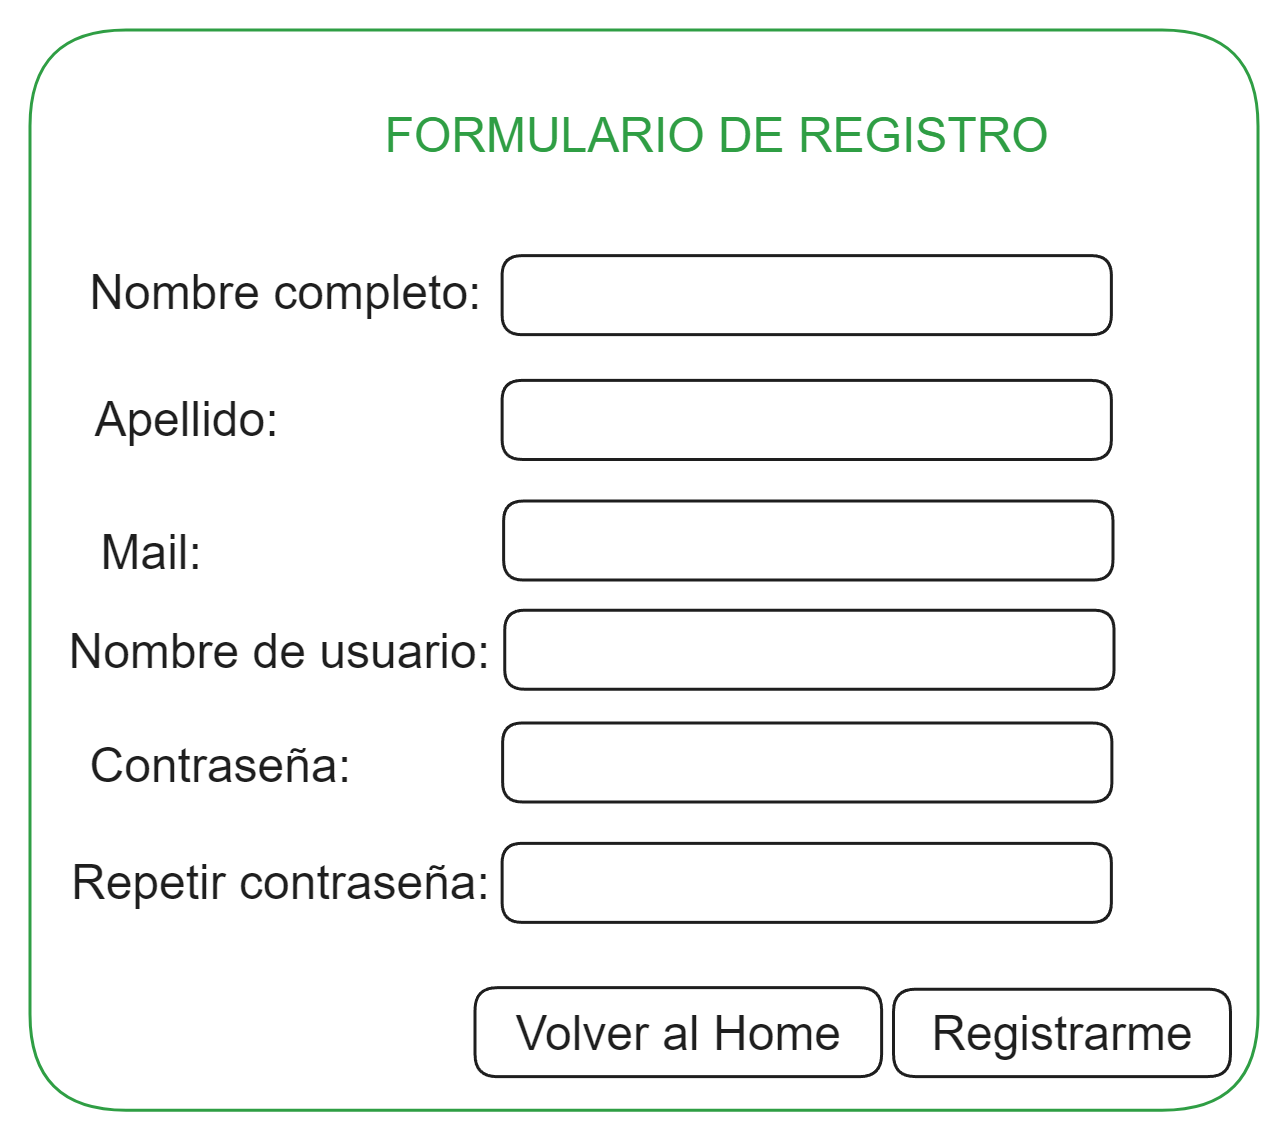 FORMULARIO DE REGISTRO
Nombre completo:
Apellido:
Mail:
Nombre de usuario:
Contraseña:
Repetir contraseña:
Volver al Home
Registrarme